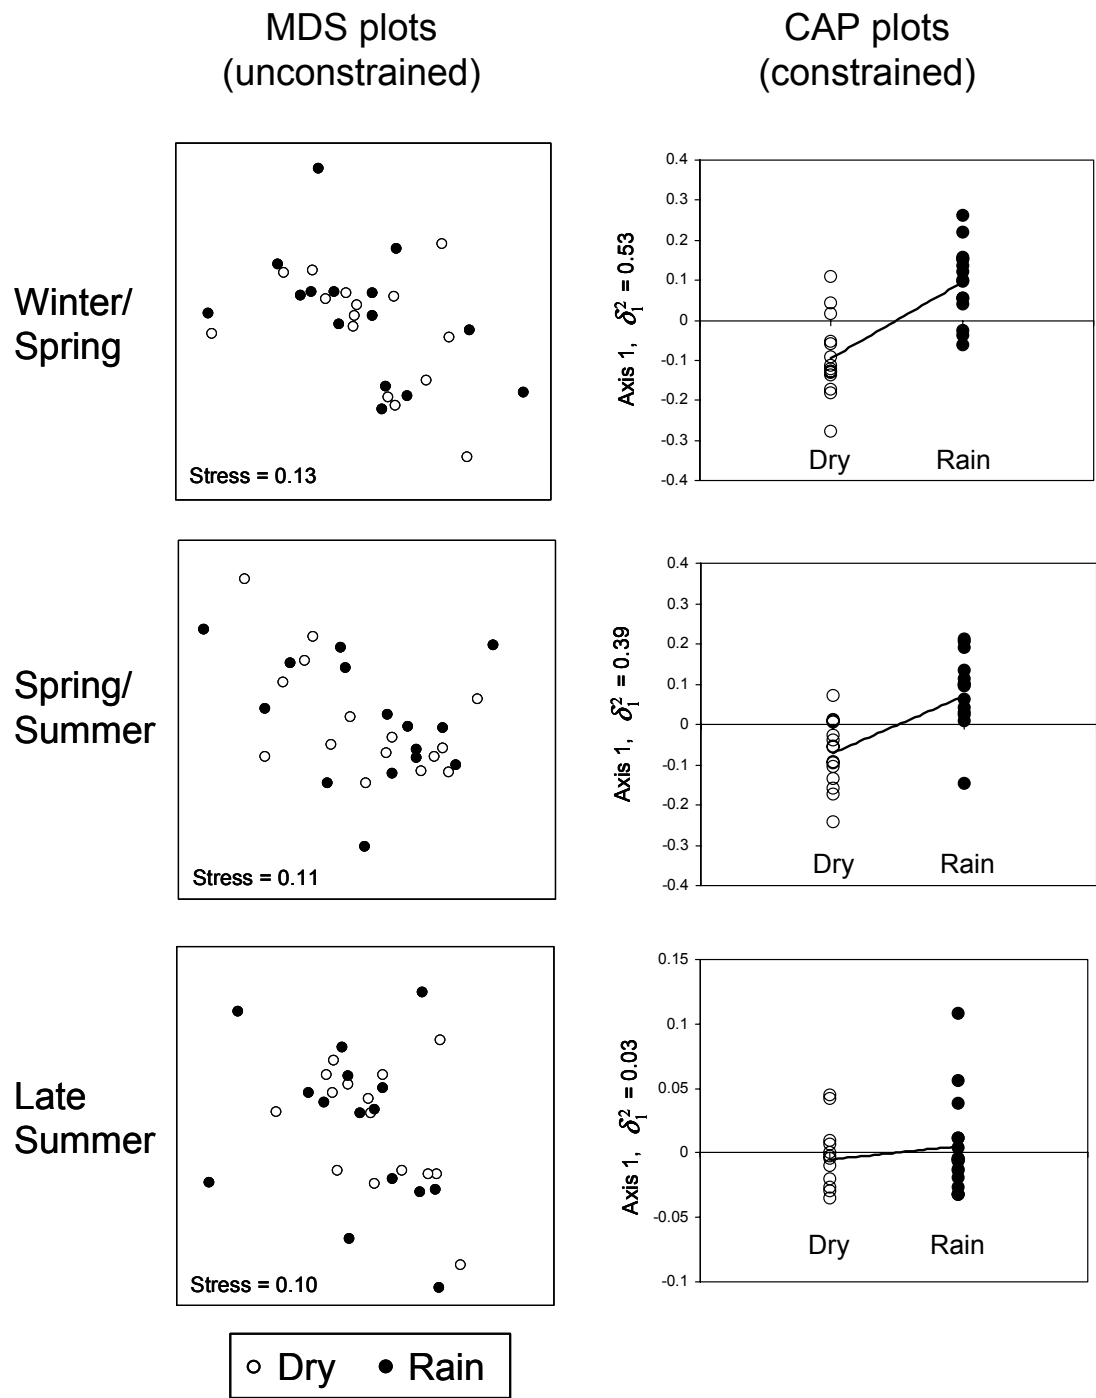 MDS plots
(unconstrained)
CAP plots
(constrained)
Winter/
Spring
Stress = 0.13
Axis 1, δ₁² = 0.53
0.4
0.3
0.2
0.1
0
-0.1
-0.2
-0.3
-0.4
Dry Rain
Spring/
Summer
Stress = 0.11
Axis 1, δ₁² = 0.39
0.4
0.3
0.2
0.1
0
-0.1
-0.2
-0.3
-0.4
Dry Rain
Late
Summer
Stress = 0.10
Axis 1, δ₁² = 0.03
0.15
0.1
0.05
0
-0.05
-0.1
Dry Rain
Dry Rain